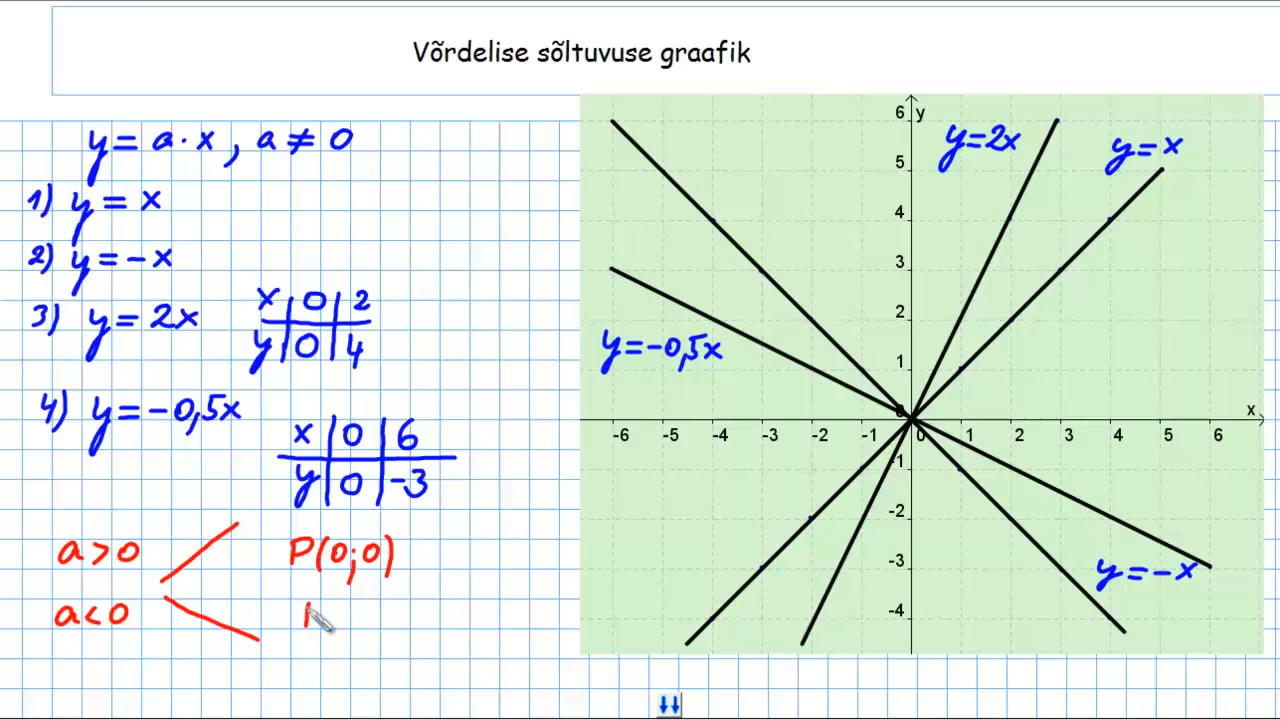 Võrdelise sõltuvuse graafik
y = a · x , a ≠ 0
1) y = x
2) y = -x
3) y = 2x
x 0 2
y 0 4
4) y = -0,5x
x 0 6
y 0 -3
a > 0
a < 0
P(0;0)
y
y=2x
y=x
y=-0,5x
y=-x
6
5
4
3
2
1
0
-1
-2
-3
-4
-6 -5 -4 -3 -2 -1 0 1 2 3 4 5 6
x